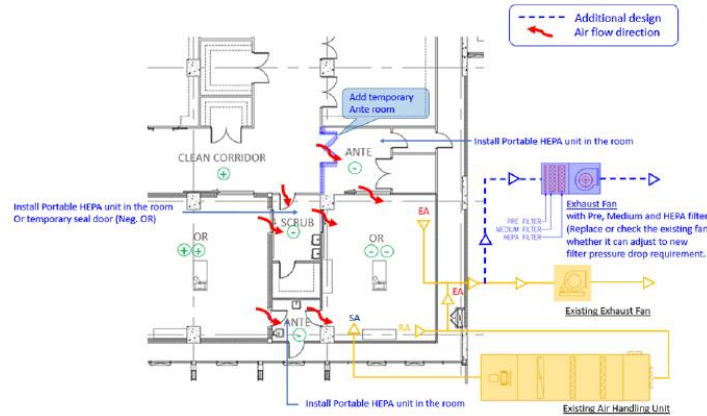 Additional design
Air flow direction
Add temporary
Ante room
CLEAN CORRIDOR
+
ANTE
-
Install Portable HEPA unit in the room
Install Portable HEPA unit in the room
Or temporary seal door (Neg. OR)
SCRUB
-
OR
++
OR
--
EA
PRE FILTER
MEDIUM FILTER
HEPA FILTER
Exhaust Fan
with Pre, Medium and HEPA filter
(Replace or check the existing fan
whether it can adjust to new
filter pressure drop requirement.
EA
SA
RA
ANTE
-
Existing Exhaust Fan
Install Portable HEPA unit in the room
Existing Air Handling Unit